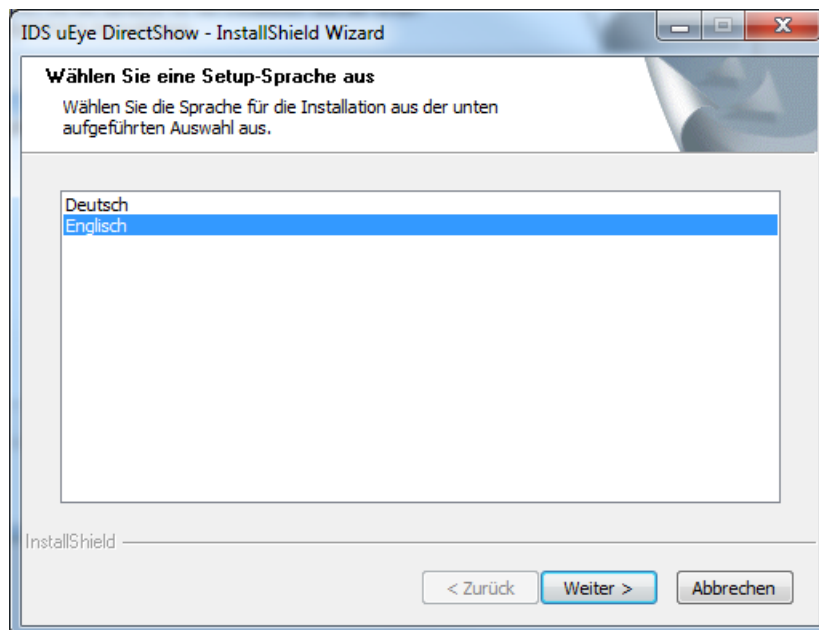 IDS uEye DirectShow - InstallShield Wizard
Wählen Sie eine Setup-Sprache aus
Wählen Sie die Sprache für die Installation aus der unten
aufgeführten Auswahl aus.
Deutsch
Englisch
InstallShield
< Zurück
Weiter >
Abbrechen